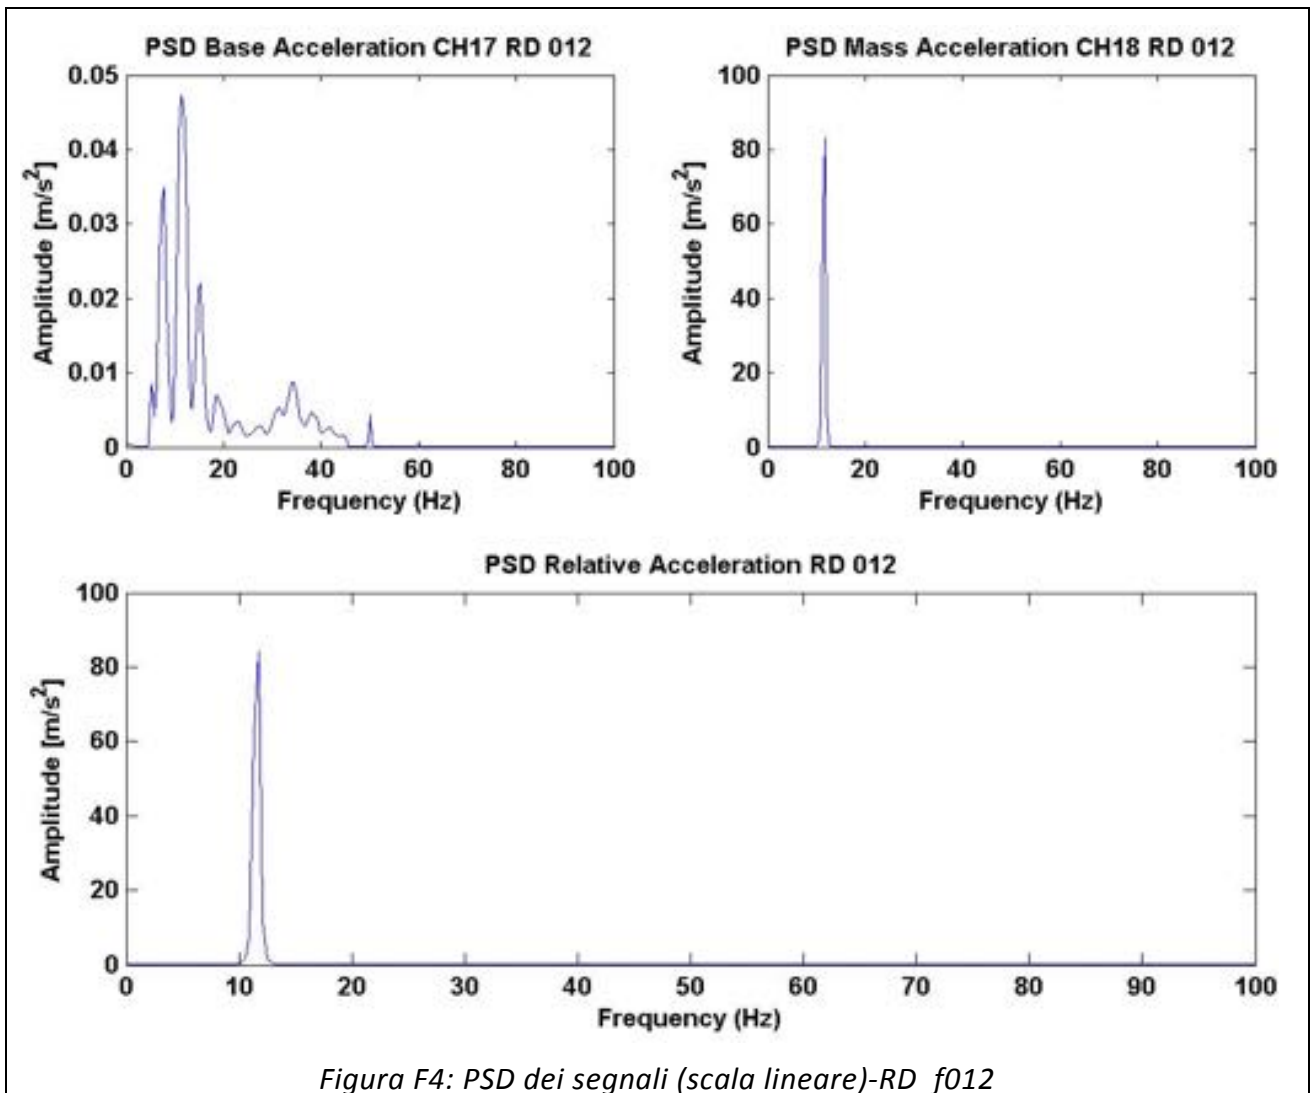 PSD Base Acceleration CH17 RD 012
0.05
0.04
0.03
0.02
0.01
0
Amplitude [m/s²]
0 20 40 60 80 100
Frequency (Hz)
PSD Mass Acceleration CH18 RD 012
100
80
60
40
20
0
Amplitude [m/s²]
0 20 40 60 80 100
Frequency (Hz)
PSD Relative Acceleration RD 012
100
80
60
40
20
0
Amplitude [m/s²]
0 10 20 30 40 50 60 70 80 90 100
Frequency (Hz)
Figura F4: PSD dei segnali (scala lineare)-RD_f012